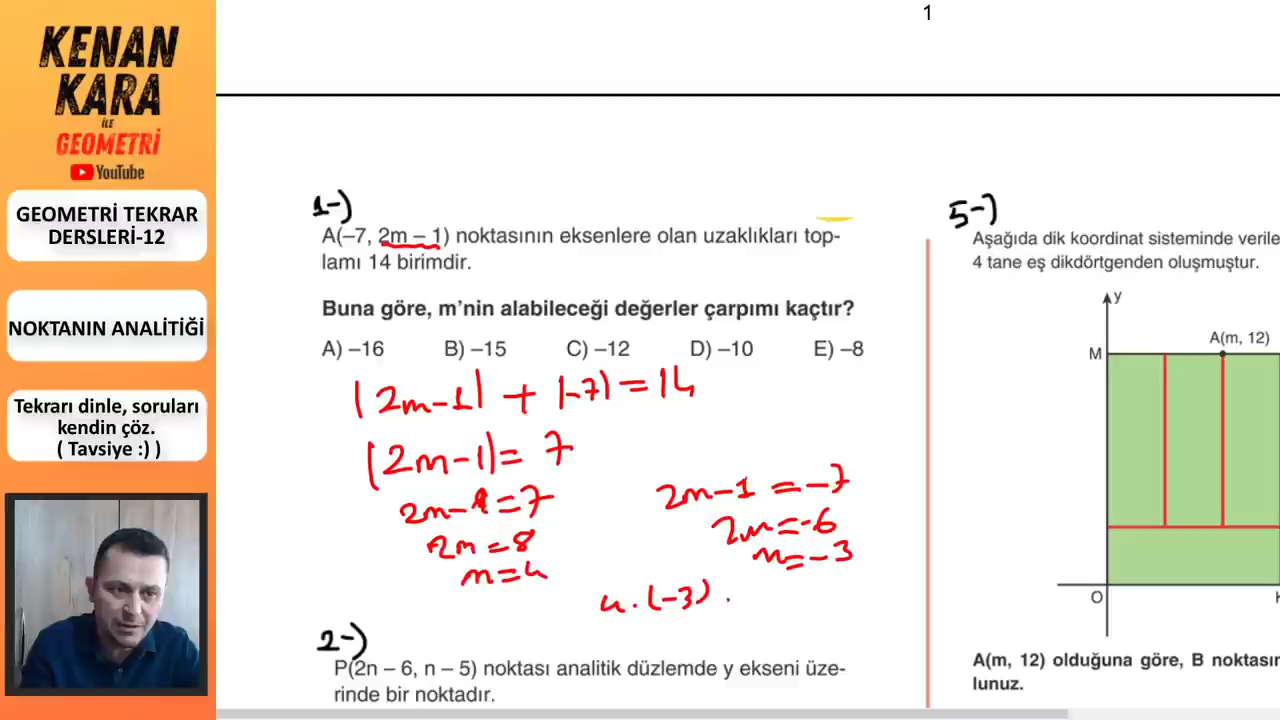 1
KENAN
KARA
İLE
GEOMETRİ
YouTube
GEOMETRİ TEKRAR
DERSLERİ-12
NOKTANIN ANALİTİĞİ
Tekrarı dinle, soruları
kendin çöz.
( Tavsiye :) )
1-)
A(–7, 2m – 1) noktasının eksenlere olan uzaklıkları top-
lamı 14 birimdir.
Buna göre, m’nin alabileceği değerler çarpımı kaçtır?
A) –16 B) –15 C) –12 D) –10 E) –8
|2m-1| + |-7| = 14
|2m-1| = 7
2m-1=7
2m=8
m=4
2m-1=-7
2m=-6
m=-3
4.(-3)
2-)
P(2n – 6, n – 5) noktası analitik düzlemde y ekseni üze-
rinde bir noktadır.
5-)
Aşağıda dik koordinat sisteminde verile
4 tane eş dikdörtgenden oluşmuştur.
y
A(m, 12)
M
O
K
A(m, 12) olduğuna göre, B noktasın
lunuz.